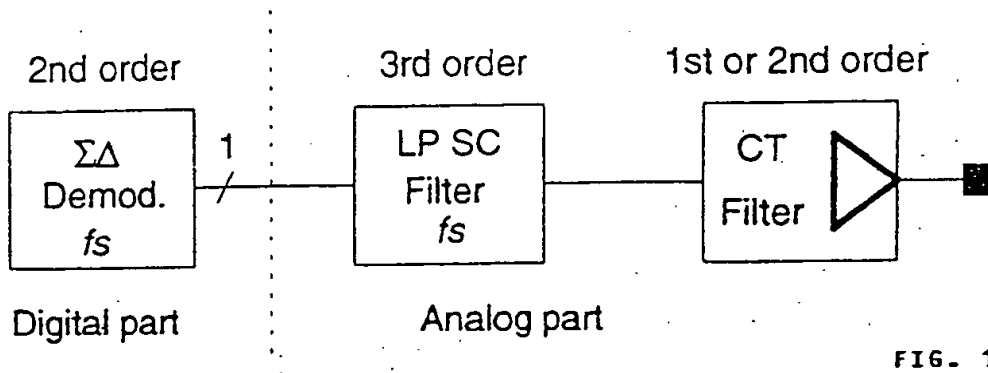 2nd order
3rd order
1st or 2nd order
ΣΔ
Demod.
fs
1
LP SC
Filter
fs
CT
Filter
Digital part
Analog part
FIG. 1